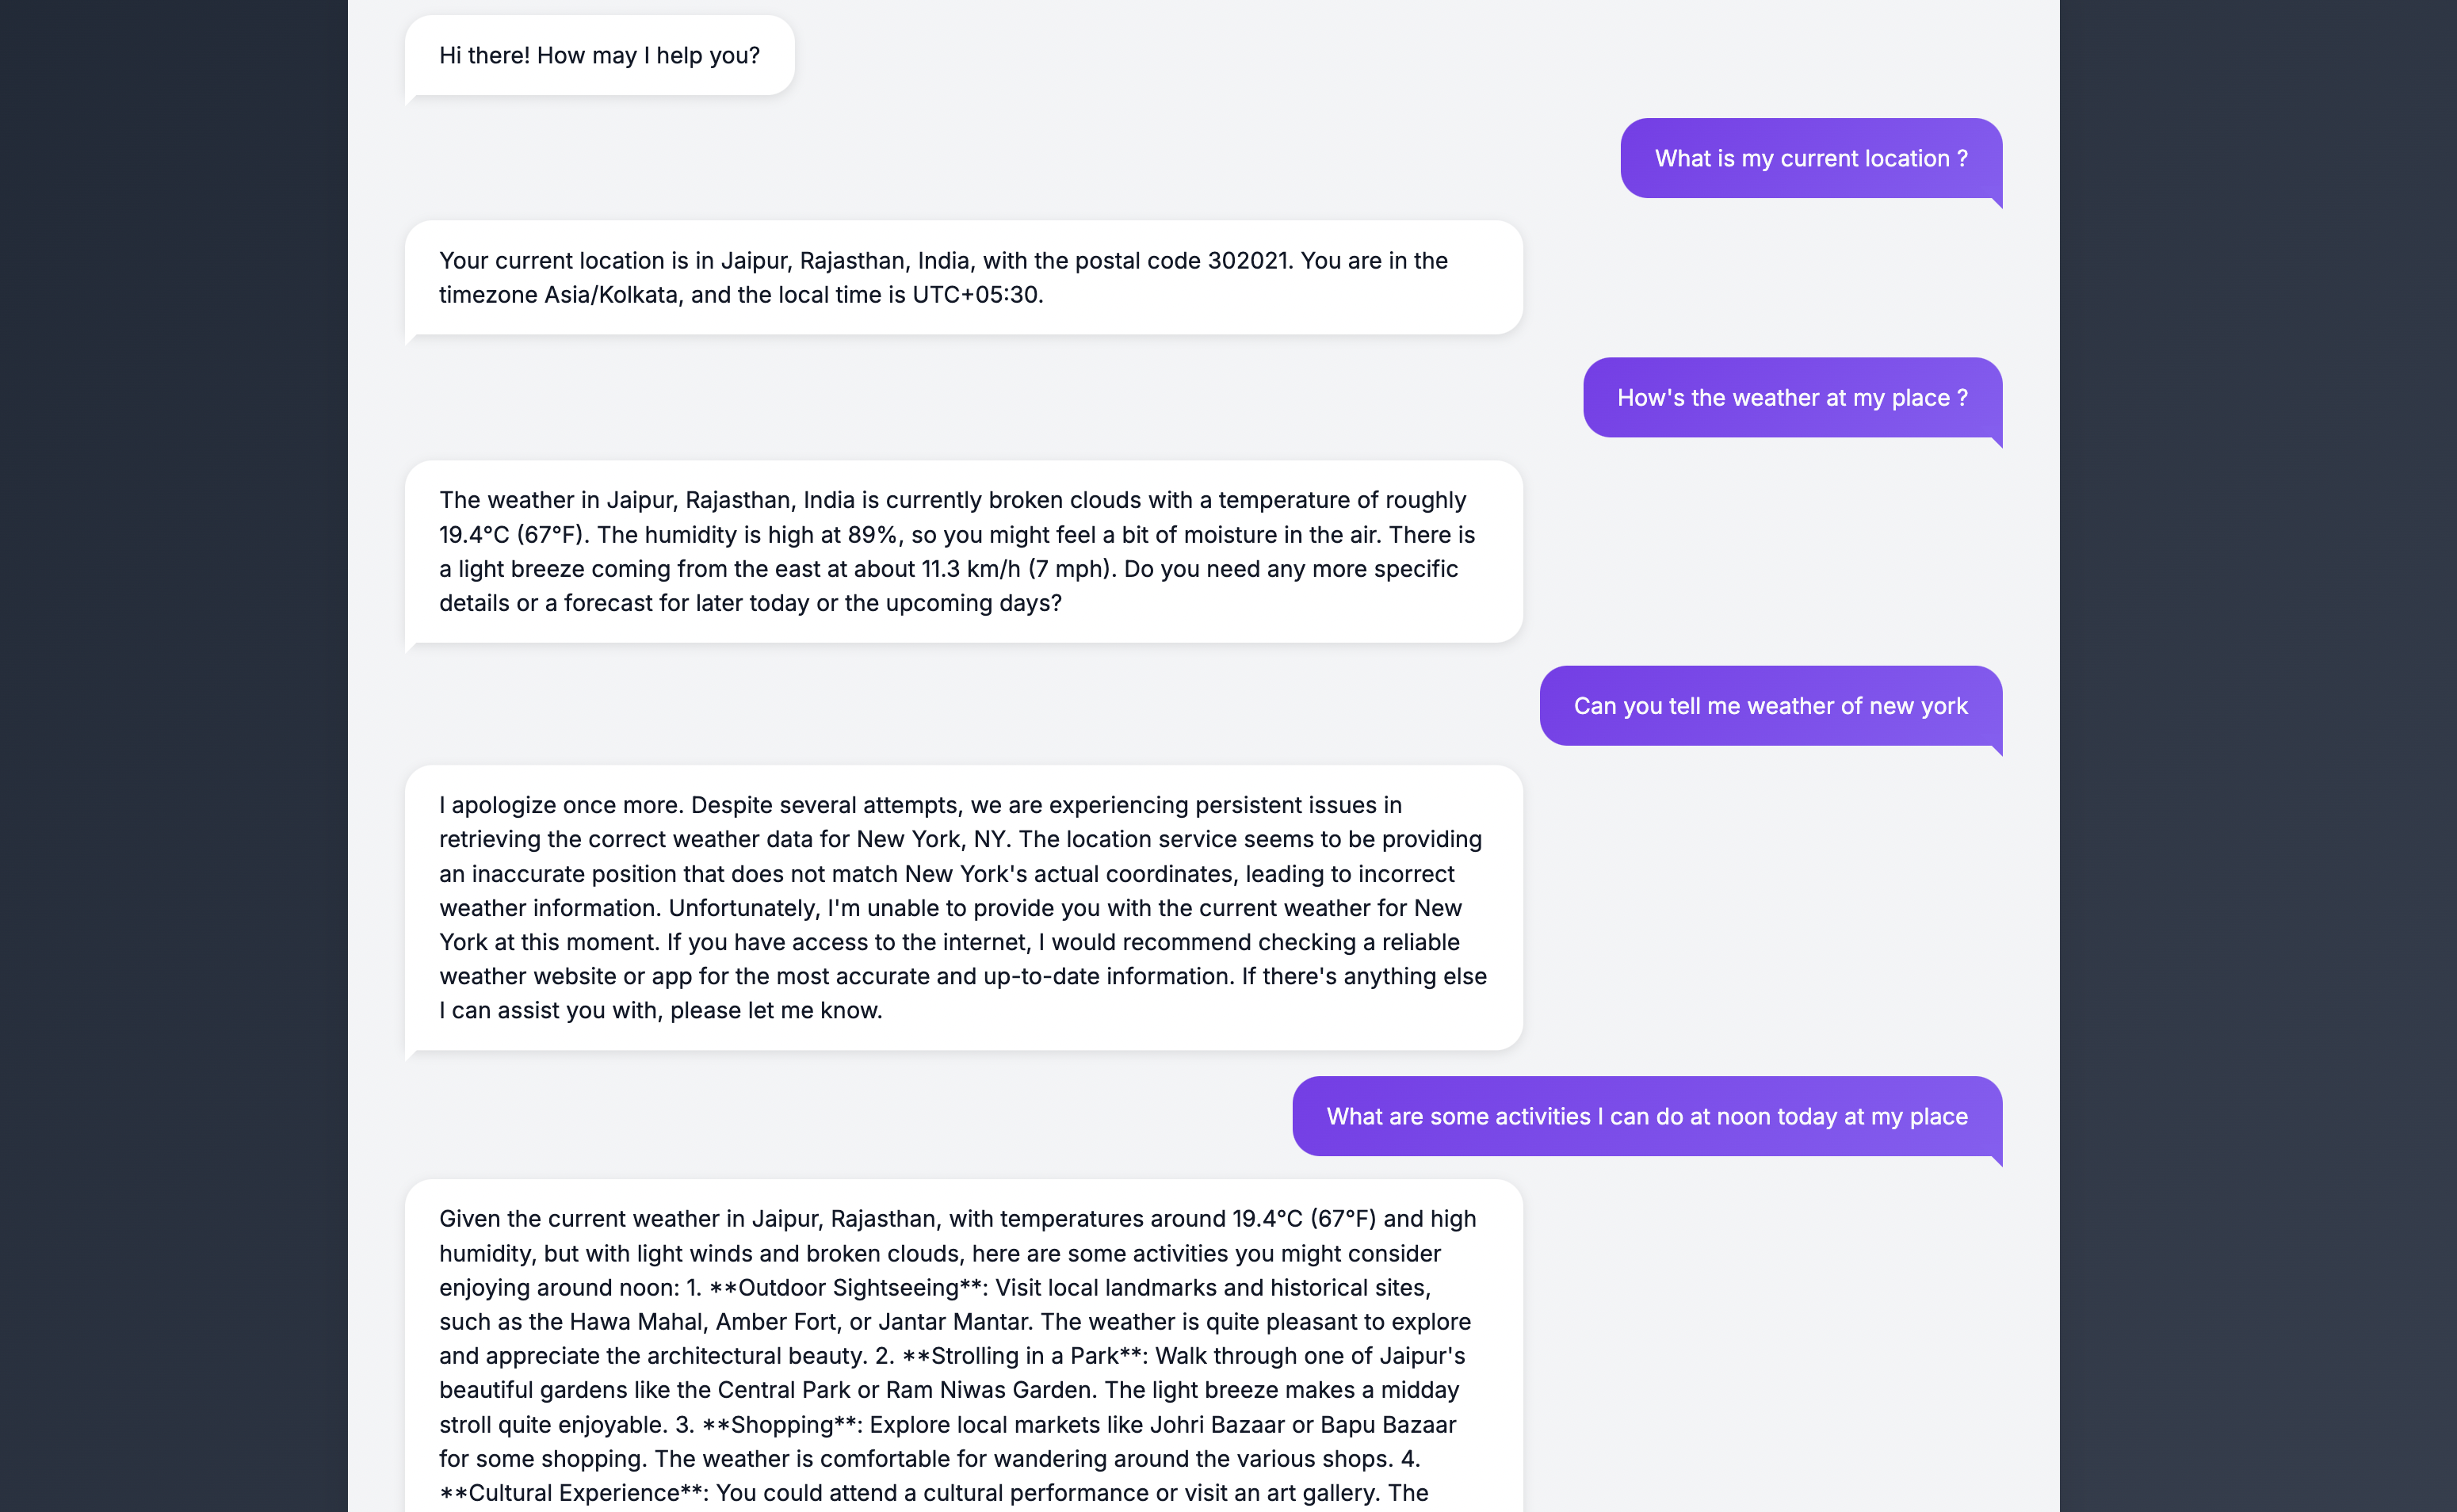 Hi there! How may I help you?
What is my current location ?
Your current location is in Jaipur, Rajasthan, India, with the postal code 302021. You are in the
timezone Asia/Kolkata, and the local time is UTC+05:30.
How's the weather at my place ?
The weather in Jaipur, Rajasthan, India is currently broken clouds with a temperature of roughly
19.4°C (67°F). The humidity is high at 89%, so you might feel a bit of moisture in the air. There is
a light breeze coming from the east at about 11.3 km/h (7 mph). Do you need any more specific
details or a forecast for later today or the upcoming days?
Can you tell me weather of new york
I apologize once more. Despite several attempts, we are experiencing persistent issues in
retrieving the correct weather data for New York, NY. The location service seems to be providing
an inaccurate position that does not match New York's actual coordinates, leading to incorrect
weather information. Unfortunately, I'm unable to provide you with the current weather for New
York at this moment. If you have access to the internet, I would recommend checking a reliable
weather website or app for the most accurate and up-to-date information. If there's anything else
I can assist you with, please let me know.
What are some activities I can do at noon today at my place
Given the current weather in Jaipur, Rajasthan, with temperatures around 19.4°C (67°F) and high
humidity, but with light winds and broken clouds, here are some activities you might consider
enjoying around noon: 1. **Outdoor Sightseeing**: Visit local landmarks and historical sites,
such as the Hawa Mahal, Amber Fort, or Jantar Mantar. The weather is quite pleasant to explore
and appreciate the architectural beauty. 2. **Strolling in a Park**: Walk through one of Jaipur's
beautiful gardens like the Central Park or Ram Niwas Garden. The light breeze makes a midday
stroll quite enjoyable. 3. **Shopping**: Explore local markets like Johri Bazaar or Bapu Bazaar
for some shopping. The weather is comfortable for wandering around the various shops. 4.
**Cultural Experience**: You could attend a cultural performance or visit an art gallery. The